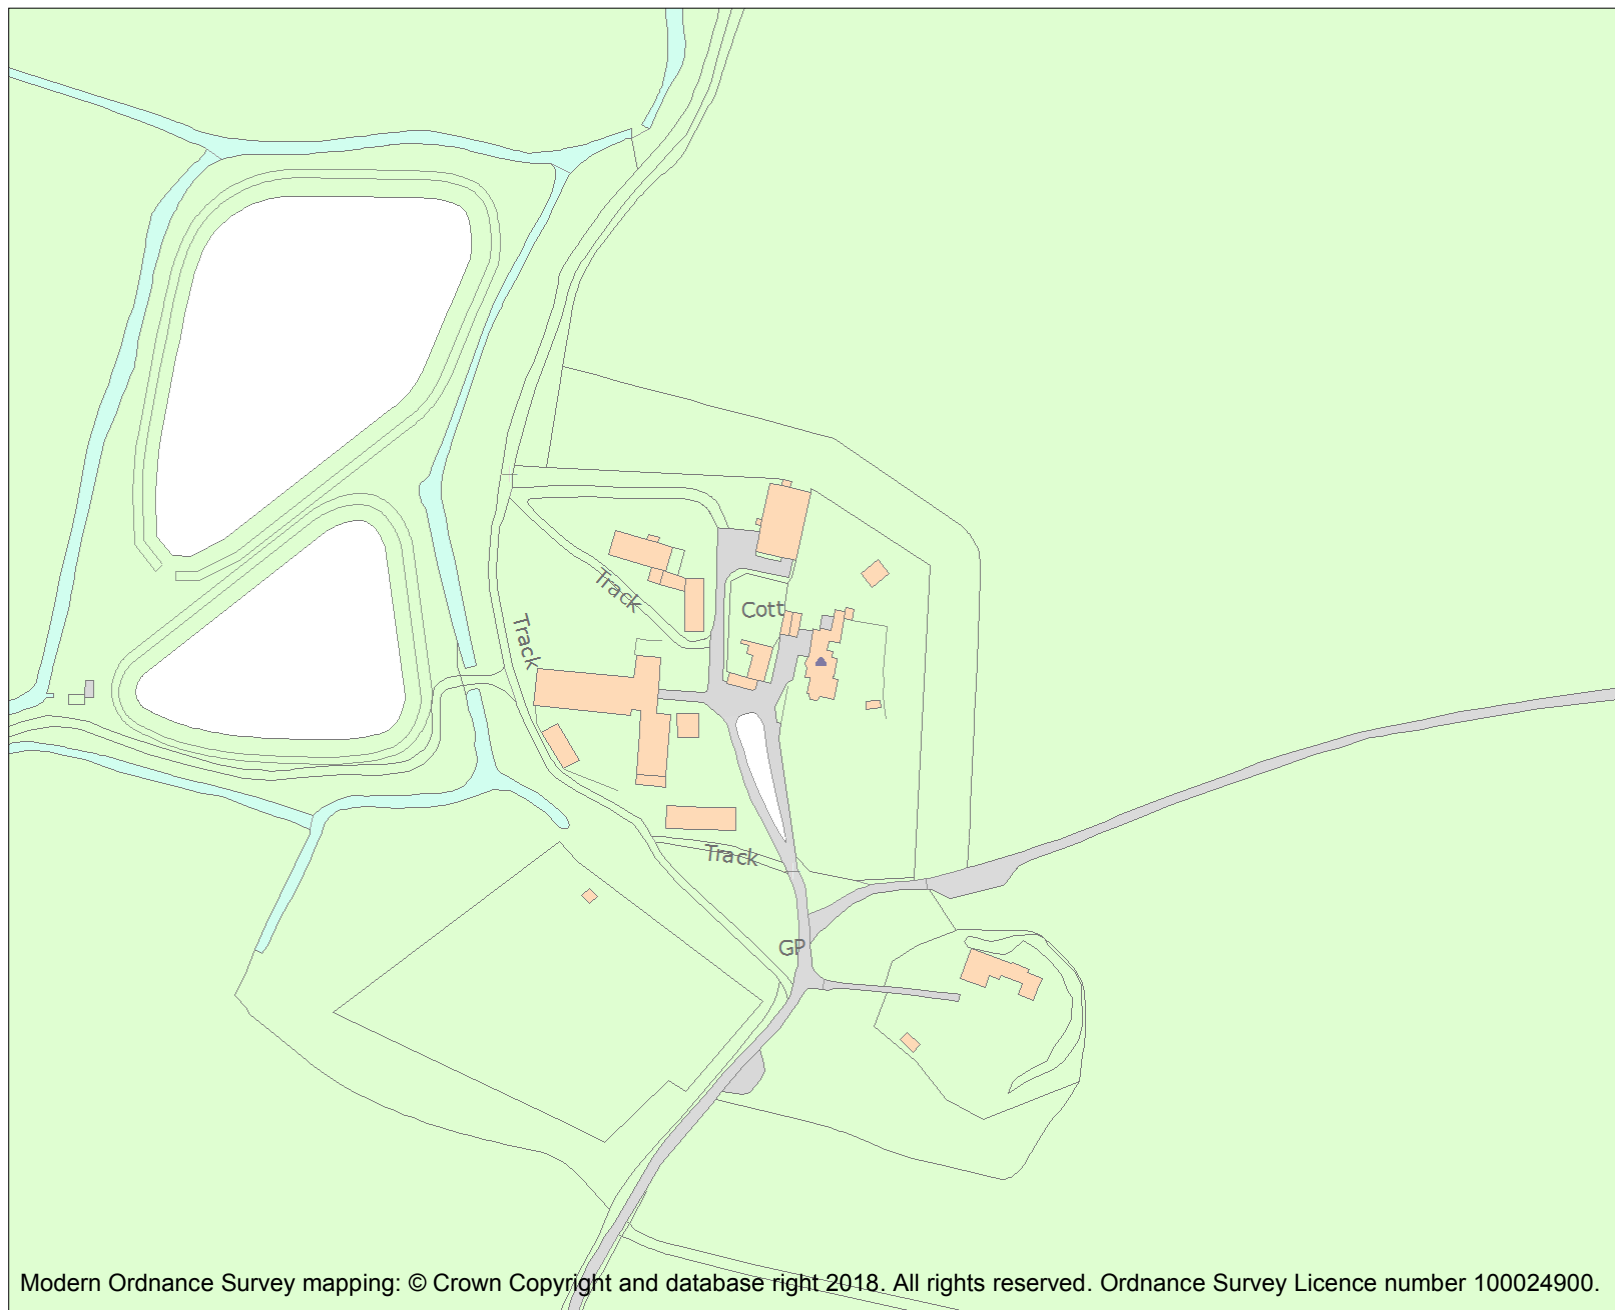 Track
Cott
Track
Track
GP
Modern Ordnance Survey mapping: © Crown Copyright and database right 2018. All rights reserved. Ordnance Survey Licence number 100024900.